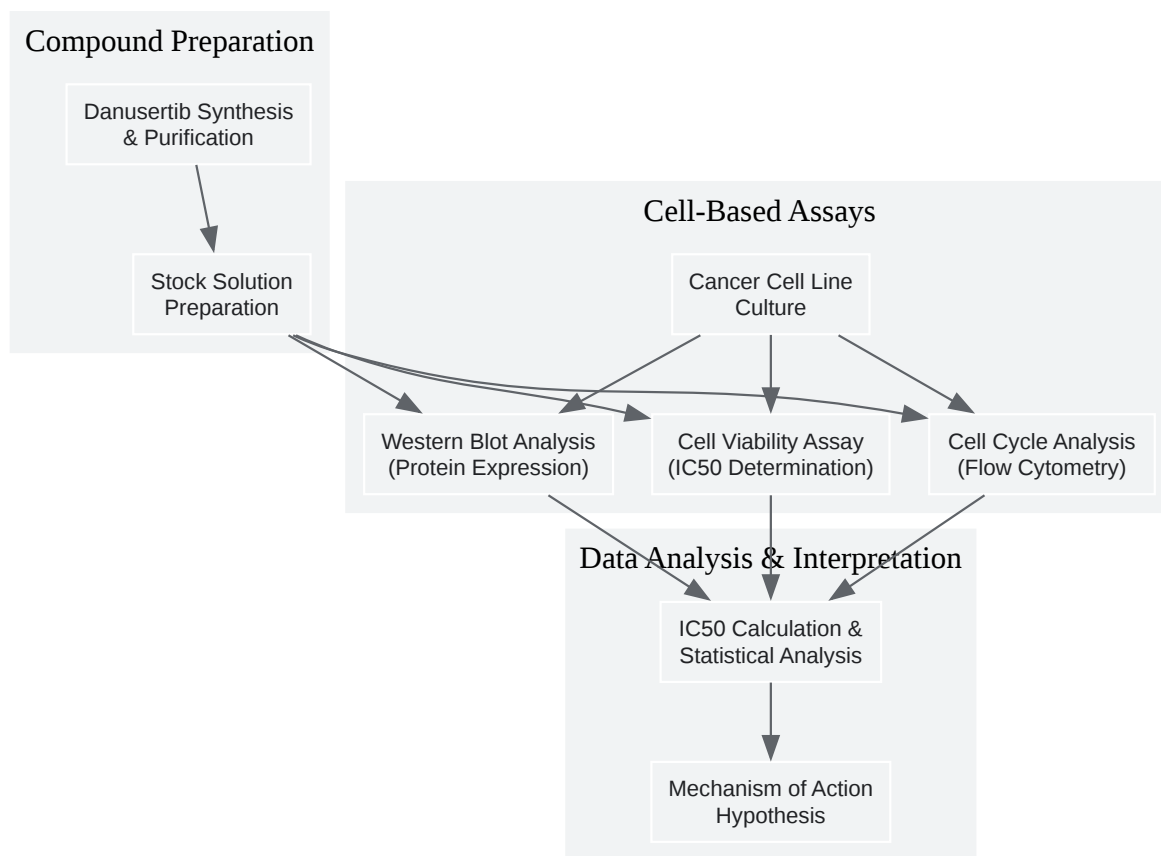 Compound Preparation
Danusertib Synthesis
& Purification
Stock Solution
Preparation
Cell-Based Assays
Cancer Cell Line
Culture
Western Blot Analysis
(Protein Expression)
Cell Viability Assay
(IC50 Determination)
Cell Cycle Analysis
(Flow Cytometry)
Data Analysis & Interpretation
IC50 Calculation &
Statistical Analysis
Mechanism of Action
Hypothesis